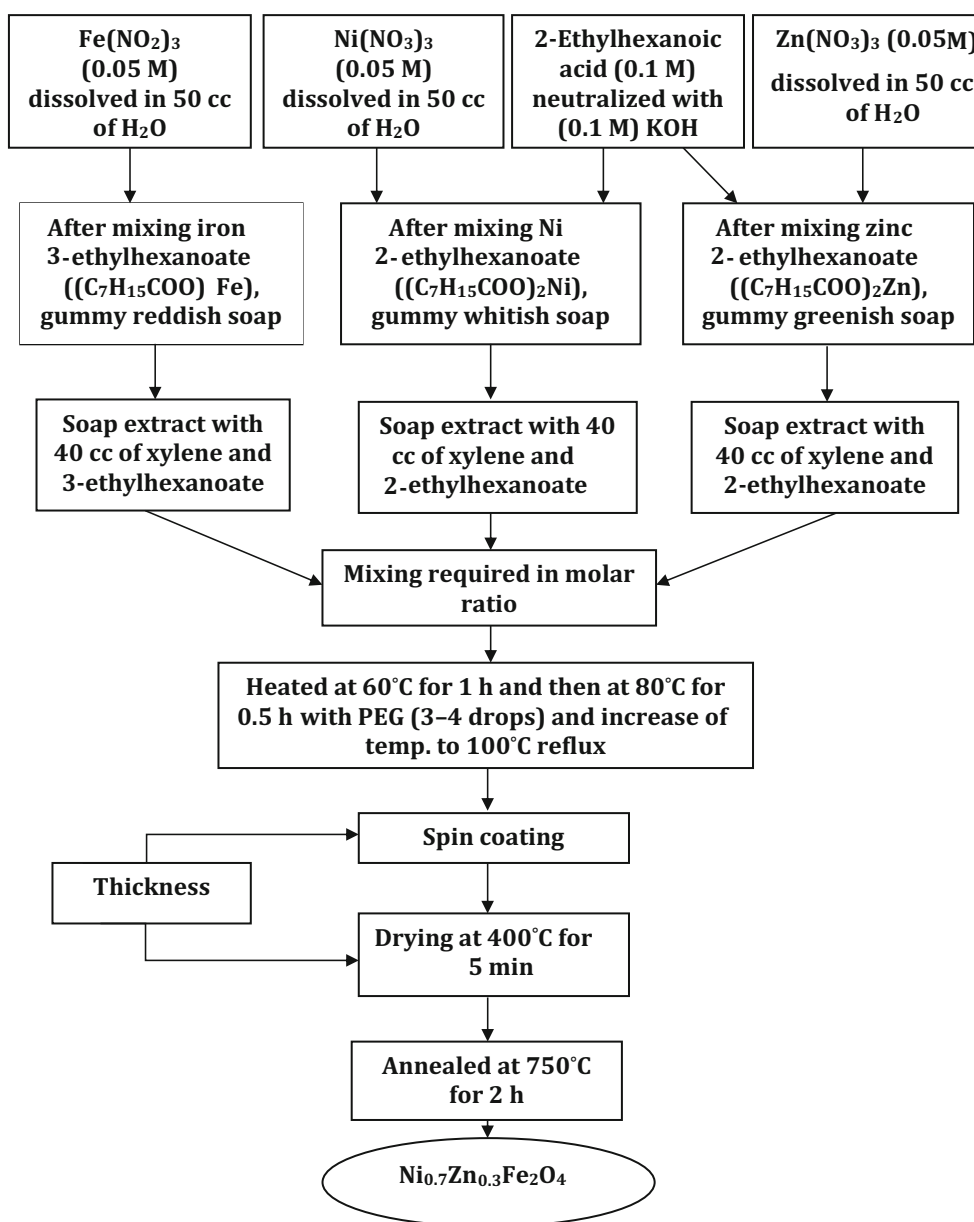 Fe(NO₂)₃
(0.05 M)
dissolved in 50 cc
of H₂O
Ni(NO₃)₃
(0.05 M)
dissolved in 50 cc
of H₂O
2-Ethylhexanoic
acid (0.1 M)
neutralized with
(0.1 M) KOH
Zn(NO₃)₃ (0.05M)
dissolved in 50 cc
of H₂O
After mixing iron
3-ethylhexanoate
((C₇H₁₅COO) Fe),
gummy reddish soap
After mixing Ni
2- ethylhexanoate
((C₇H₁₅COO)₂Ni),
gummy whitish soap
After mixing zinc
2- ethylhexanoate
((C₇H₁₅COO)₂Zn),
gummy greenish soap
Soap extract with
40 cc of xylene and
3-ethylhexanoate
Soap extract with 40
cc of xylene and
2-ethylhexanoate
Soap extract with
40 cc of xylene and
2-ethylhexanoate
Mixing required in molar
ratio
Heated at 60°C for 1 h and then at 80°C for
0.5 h with PEG (3–4 drops) and increase of
temp. to 100°C reflux
Spin coating
Thickness
Drying at 400°C for
5 min
Annealed at 750°C
for 2 h
Ni₀.₇Zn₀.₃Fe₂O₄